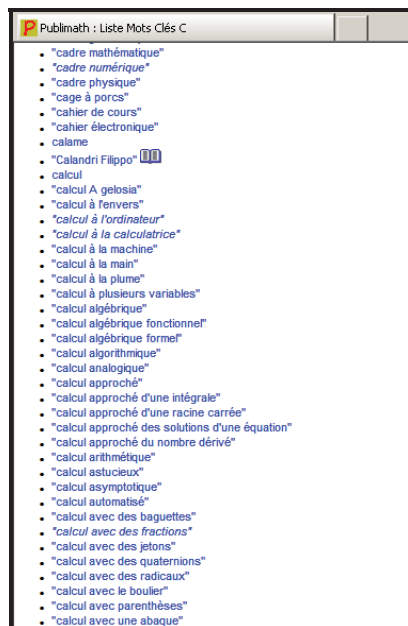 Publimath : Liste Mots Clés C
"cadre mathématique"
"cadre numérique"
"cadre physique"
"cage à porcs"
"cahier de cours"
"cahier électronique"
calame
"Calandri Filippo"
calcul
"calcul A gelosia"
"calcul à l'envers"
"calcul à l'ordinateur"
"calcul à la calculatrice"
"calcul à la machine"
"calcul à la main"
"calcul à la plume"
"calcul à plusieurs variables"
"calcul algébrique"
"calcul algébrique fonctionnel"
"calcul algébrique formel"
"calcul algorithmique"
"calcul analogique"
"calcul approché"
"calcul approché d'une intégrale"
"calcul approché d'une racine carrée"
"calcul approché des solutions d'une équation"
"calcul approché du nombre dérivé"
"calcul arithmétique"
"calcul astucieux"
"calcul asymptotique"
"calcul automatisé"
"calcul avec des baguettes"
"calcul avec des fractions"
"calcul avec des jetons"
"calcul avec des quaternions"
"calcul avec des radicaux"
"calcul avec le boulier"
"calcul avec parenthèses"
"calcul avec une abaque"